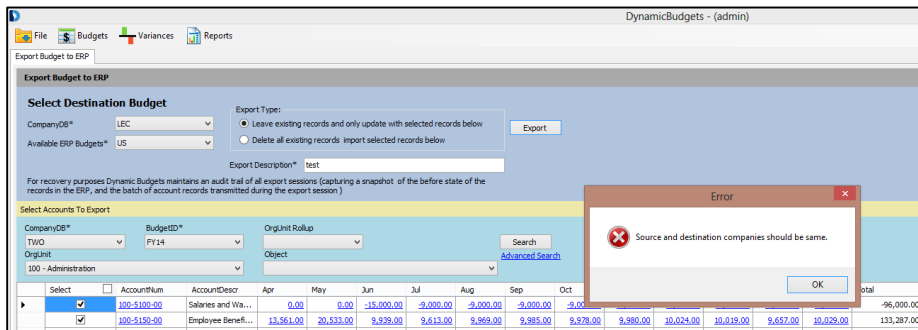 DynamicBudgets - (admin)
File Budgets Variances Reports
Export Budget to ERP
Export Budget to ERP
Select Destination Budget
CompanyDB* LEC
Available ERP Budgets* US
Export Type:
Leave existing records and only update with selected records below
Delete all existing records import selected records below
Export
Export Description* test
For recovery purposes Dynamic Budgets maintains an audit trail of all export sessions (capturing a snapshot of the before state of the
records in the ERP, and the batch of account records transmitted during the export session )
Error
Source and destination companies should be same.
OK
Select Accounts To Export
CompanyDB* BudgetID* OrgUnit Rollup
TWO FY14 Search
OrgUnit Object Advanced Search
100 - Administration
Select AccountNum AccountDescr Apr May Jun Jul Aug Sep Oct
100-5100-00 Salaries and Wa... 0.00 0.00 -15,000.00 -9,000.00 -9,000.00 -9,000.00 -96,000.00
100-5150-00 Employee Benefi... 13,561.00 20,533.00 9,939.00 9,613.00 9,969.00 9,985.00 9,978.00 9,980.00 10,024.00 10,019.00 9,657.00 10,029.00 133,287.00